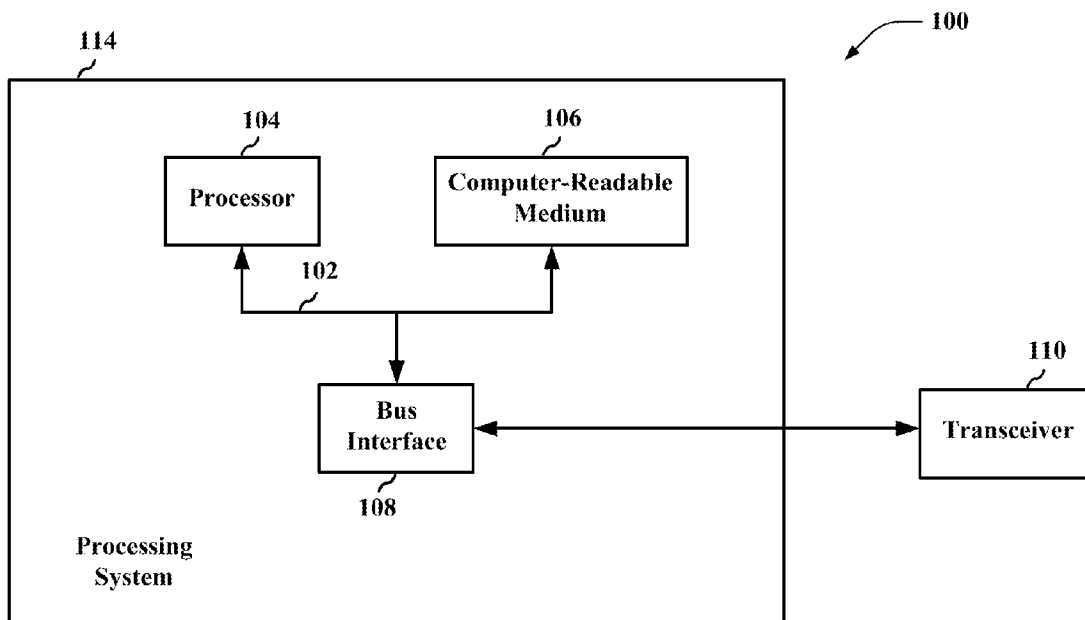 100
114
104
106
Processor
Computer-Readable
Medium
102
110
Bus
Interface
Transceiver
108
Processing
System